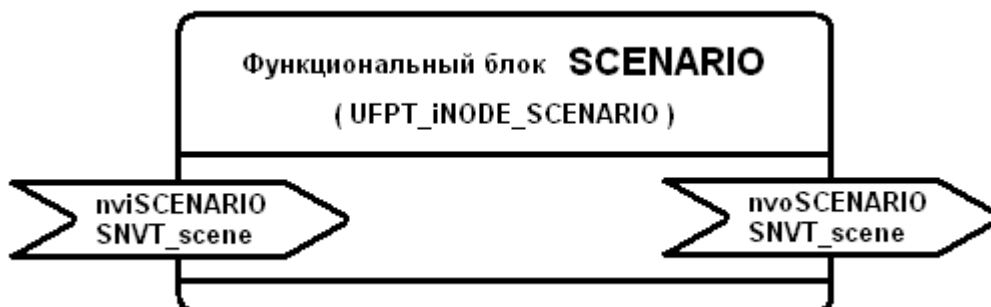 Функциональный блок SCENARIO
( UFPT_iNODE_SCENARIO )
nviSCENARIO
SNVT_scene
nvoSCENARIO
SNVT_scene